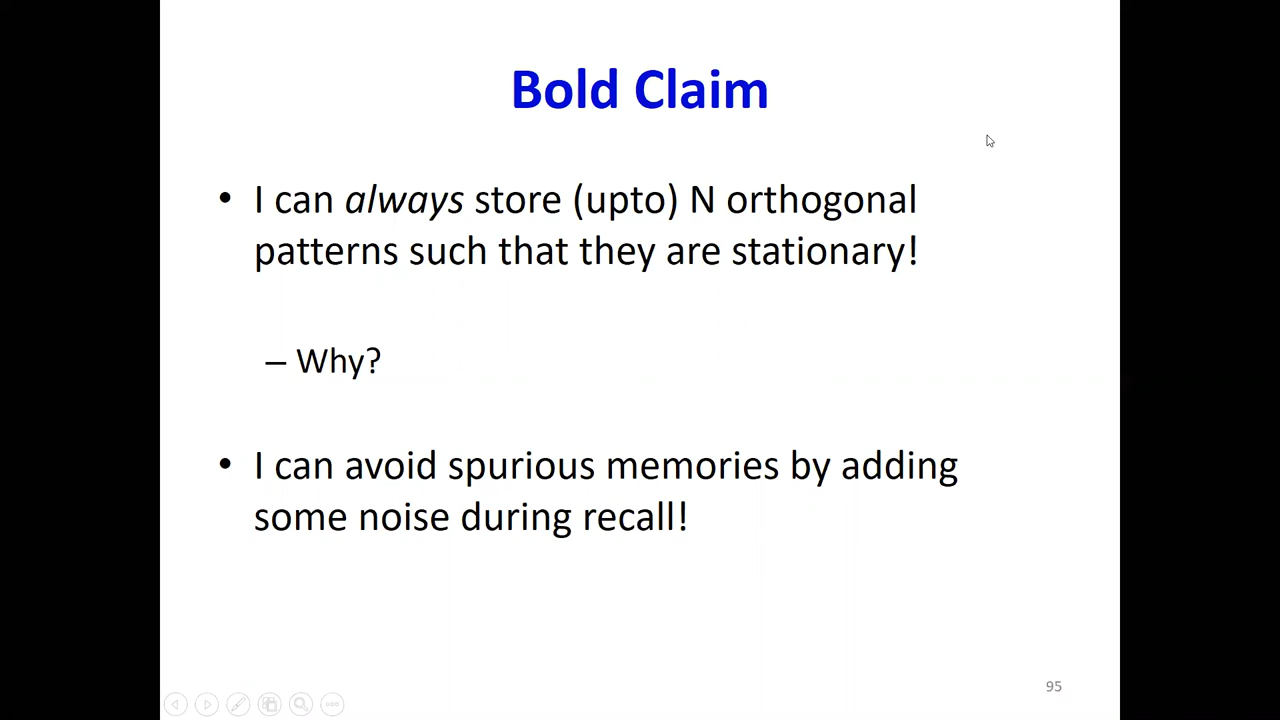 Bold Claim
• I can always store (upto) N orthogonal
patterns such that they are stationary!
– Why?
• I can avoid spurious memories by adding
some noise during recall!
95